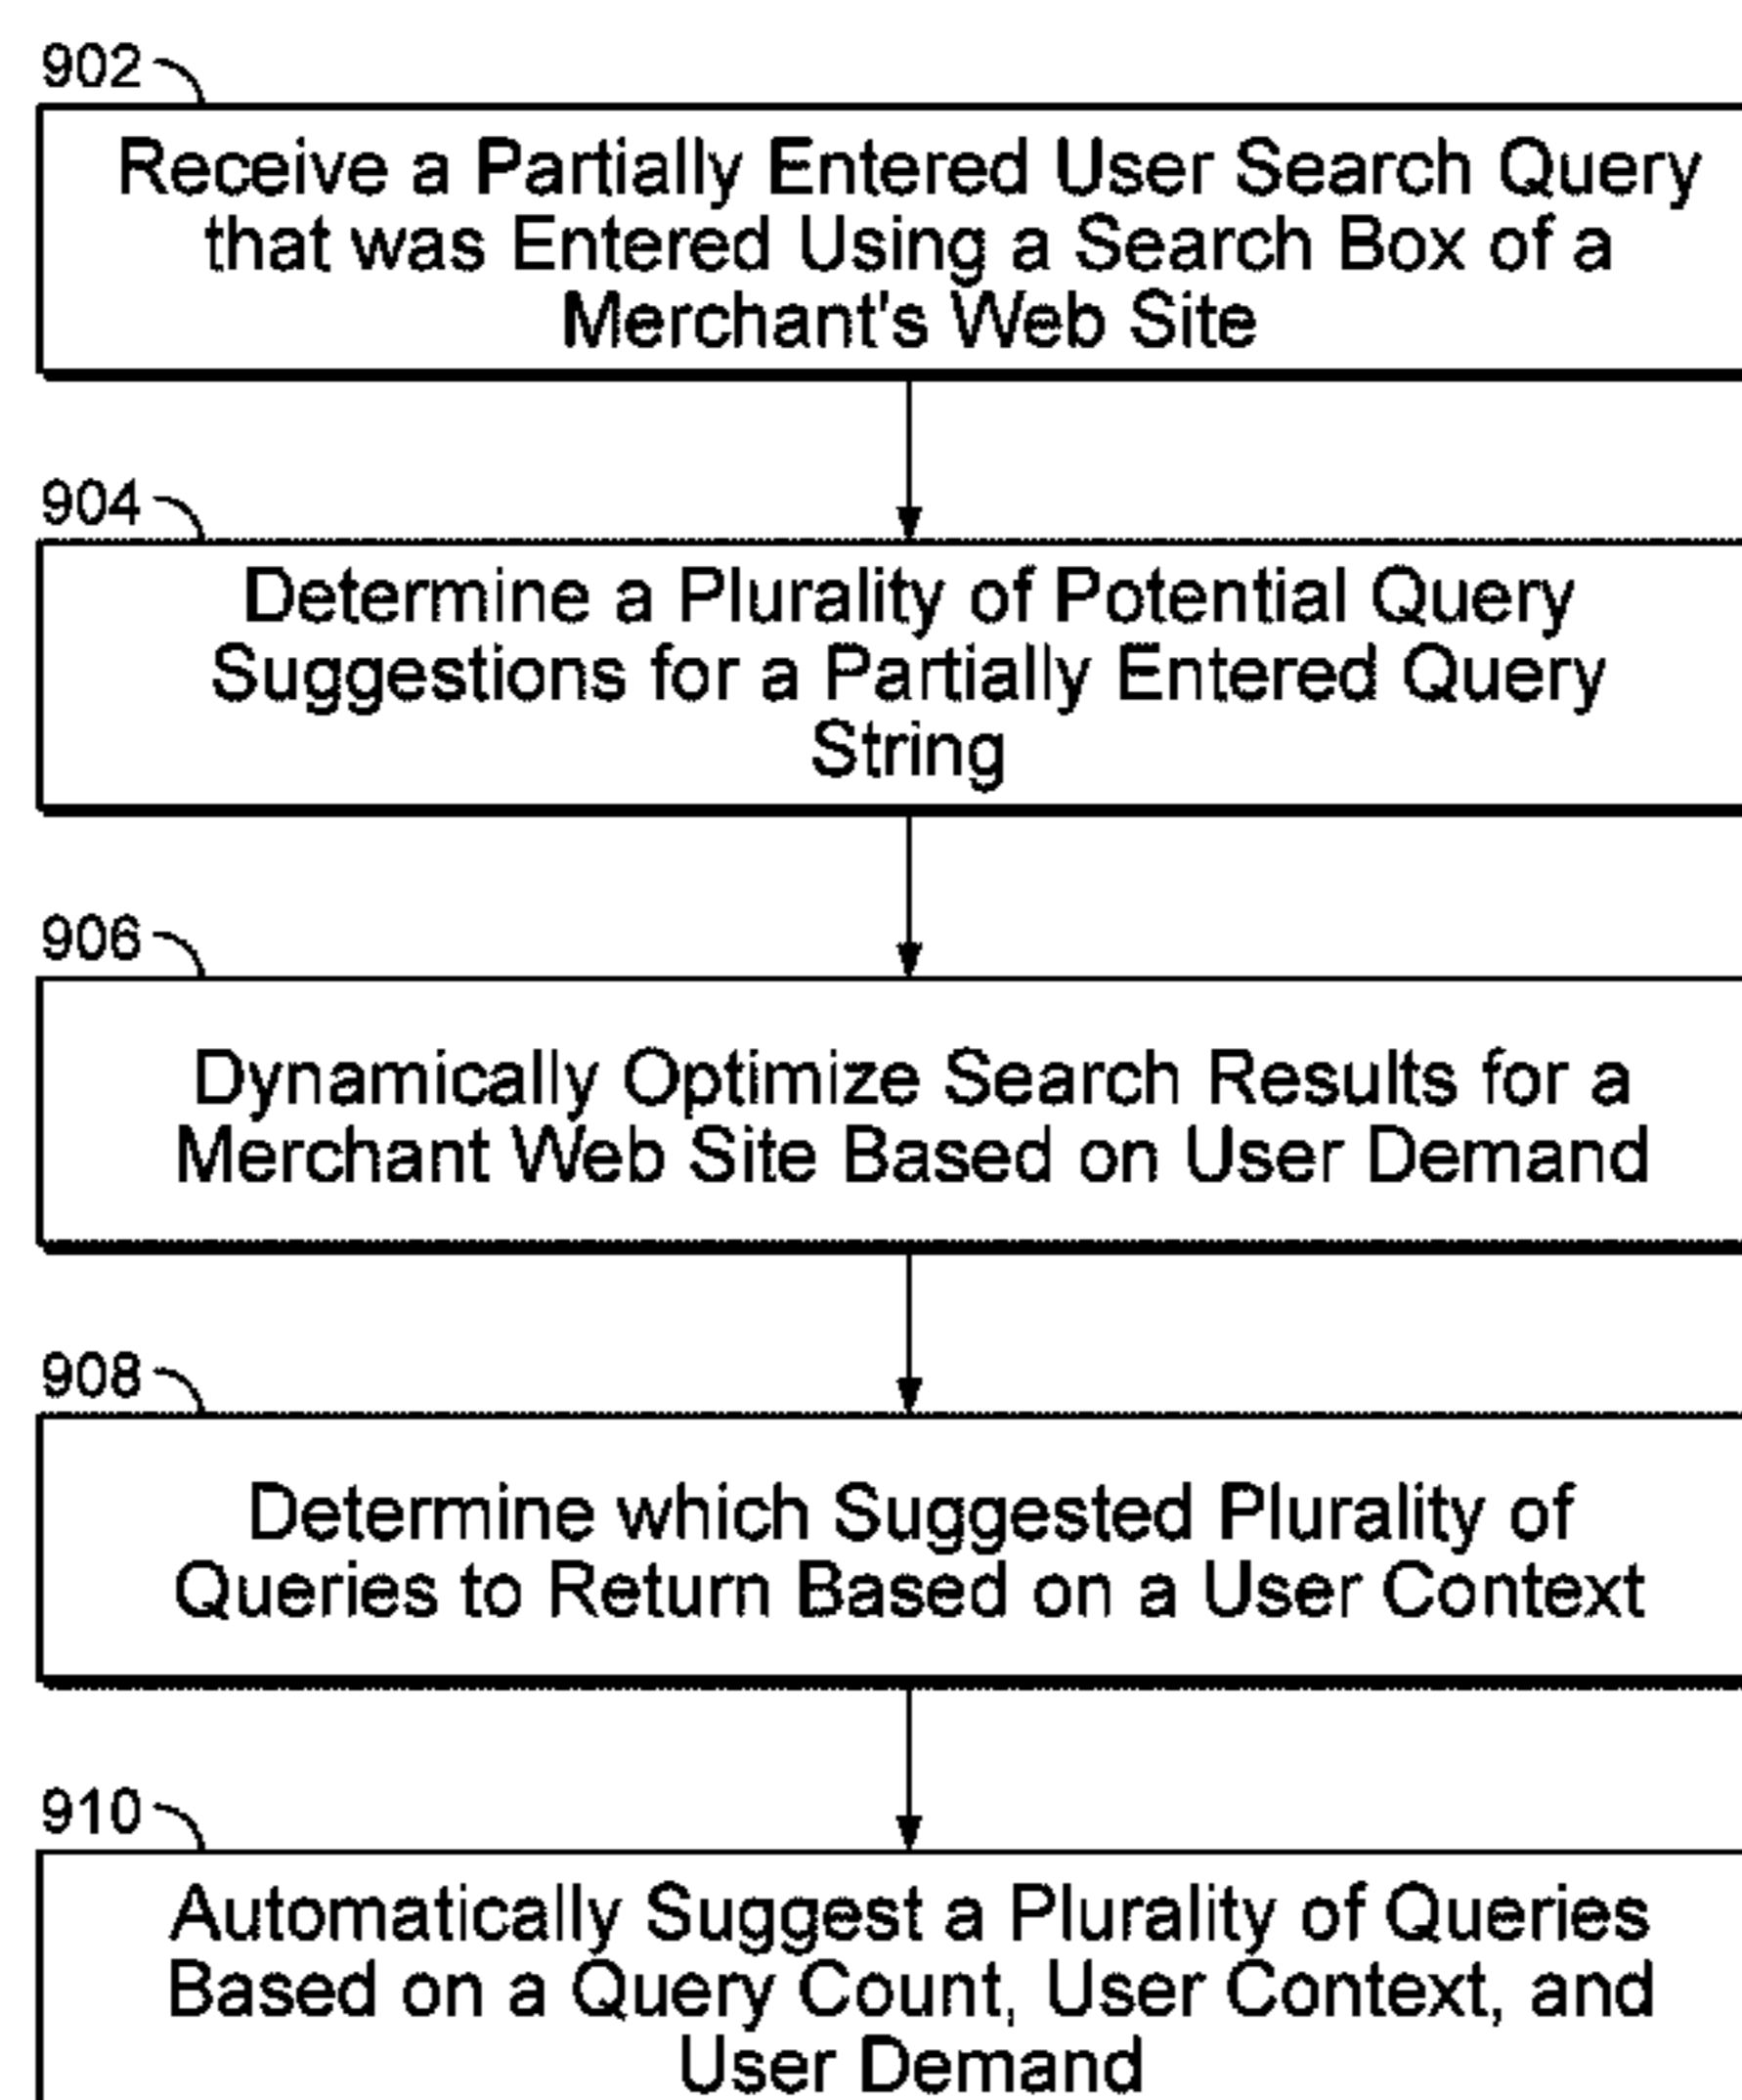 902
Receive a Partially Entered User Search Query
that was Entered Using a Search Box of a
Merchant's Web Site
904
Determine a Plurality of Potential Query
Suggestions for a Partially Entered Query
String
906
Dynamically Optimize Search Results for a
Merchant Web Site Based on User Demand
908
Determine which Suggested Plurality of
Queries to Return Based on a User Context
910
Automatically Suggest a Plurality of Queries
Based on a Query Count, User Context, and
User Demand